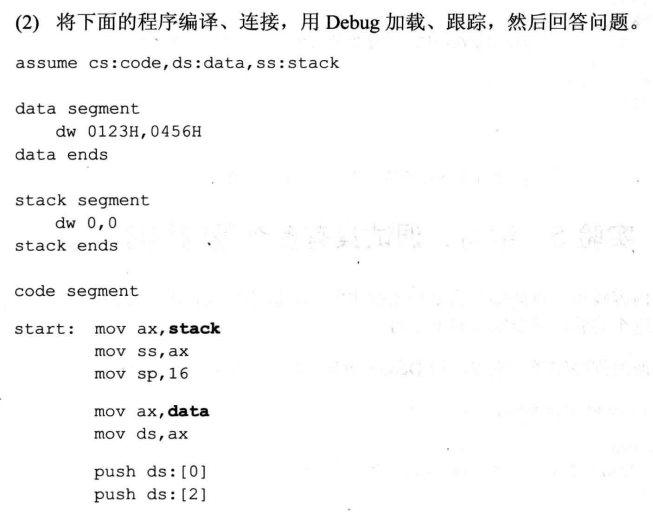 (2) 将下面的程序编译、连接，用 Debug 加载、跟踪，然后回答问题。
assume cs:code,ds:data,ss:stack
data segment
    dw 0123H,0456H
data ends
stack segment
    dw 0,0
stack ends
code segment
start:  mov ax,stack
        mov ss,ax
        mov sp,16
        mov ax,data
        mov ds,ax
        push ds:[0]
        push ds:[2]